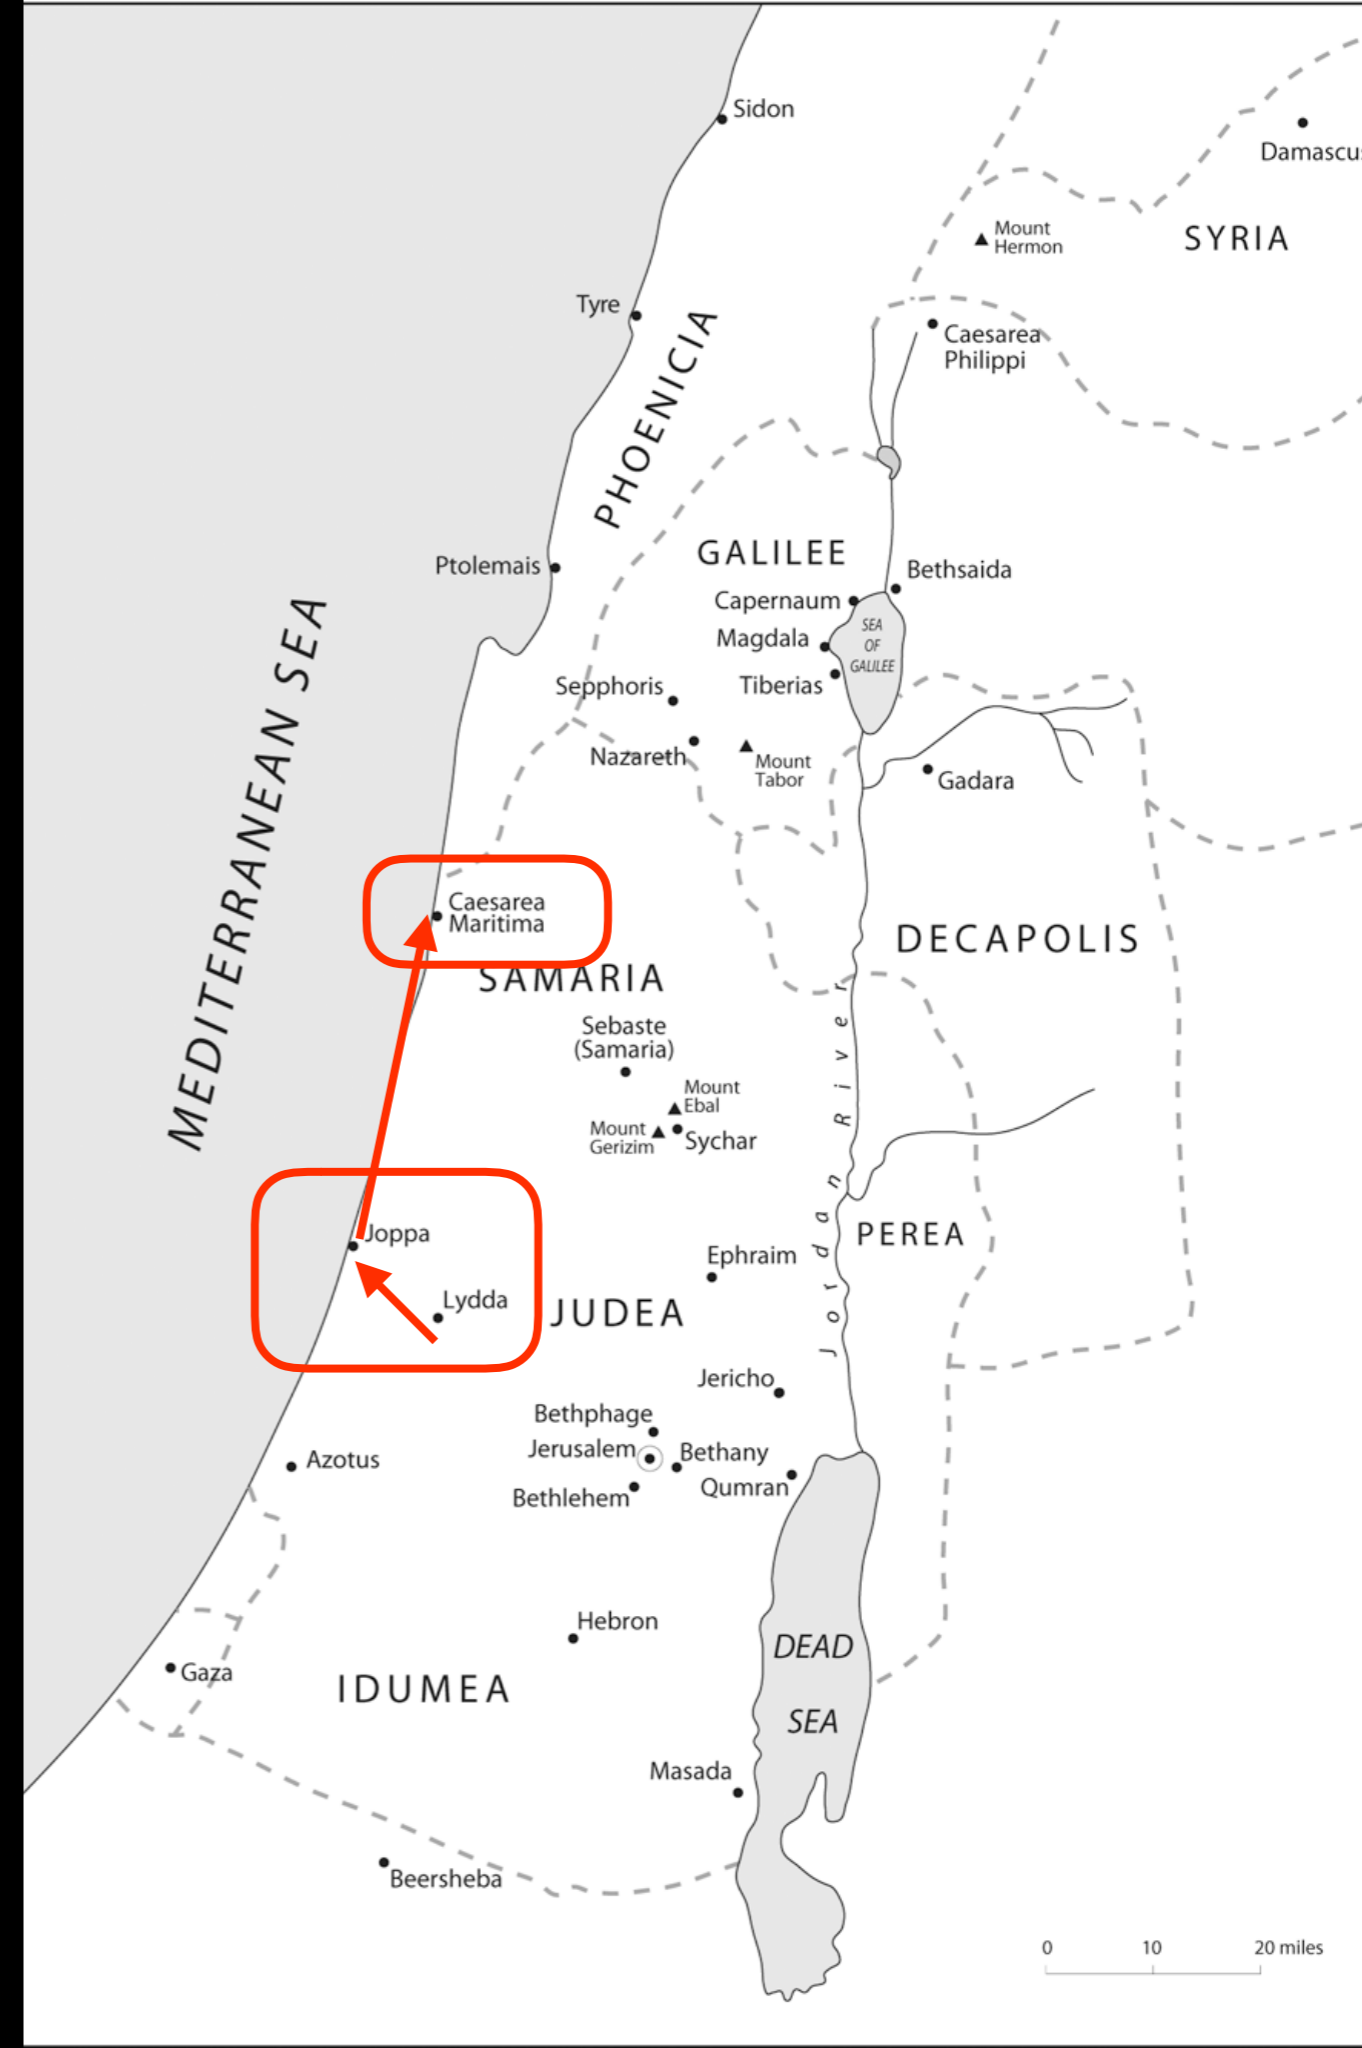 Sidon
Damascu
Mount
Hermon
SYRIA
Tyre
Caesarea
Philippi
PHOENICIA
GALILEE
Ptolemais
Bethsaida
Capernaum
SEA
OF
GALILEE
Magdala
Tiberias
Sepphoris
Nazareth
Mount
Tabor
Gadara
MEDITERRANEAN SEA
Caesarea
Maritima
DECAPOLIS
SAMARIA
Sebaste
(Samaria)
Mount
Ebal
Mount
Gerizim
Sychar
Jordan River
Joppa
PEREA
Ephraim
Lydda
JUDEA
Jericho
Bethphage
Jerusalem
Bethany
Azotus
Qumran
Bethlehem
Hebron
DEAD
SEA
Gaza
IDUMEA
Masada
Beersheba
0 10 20 miles